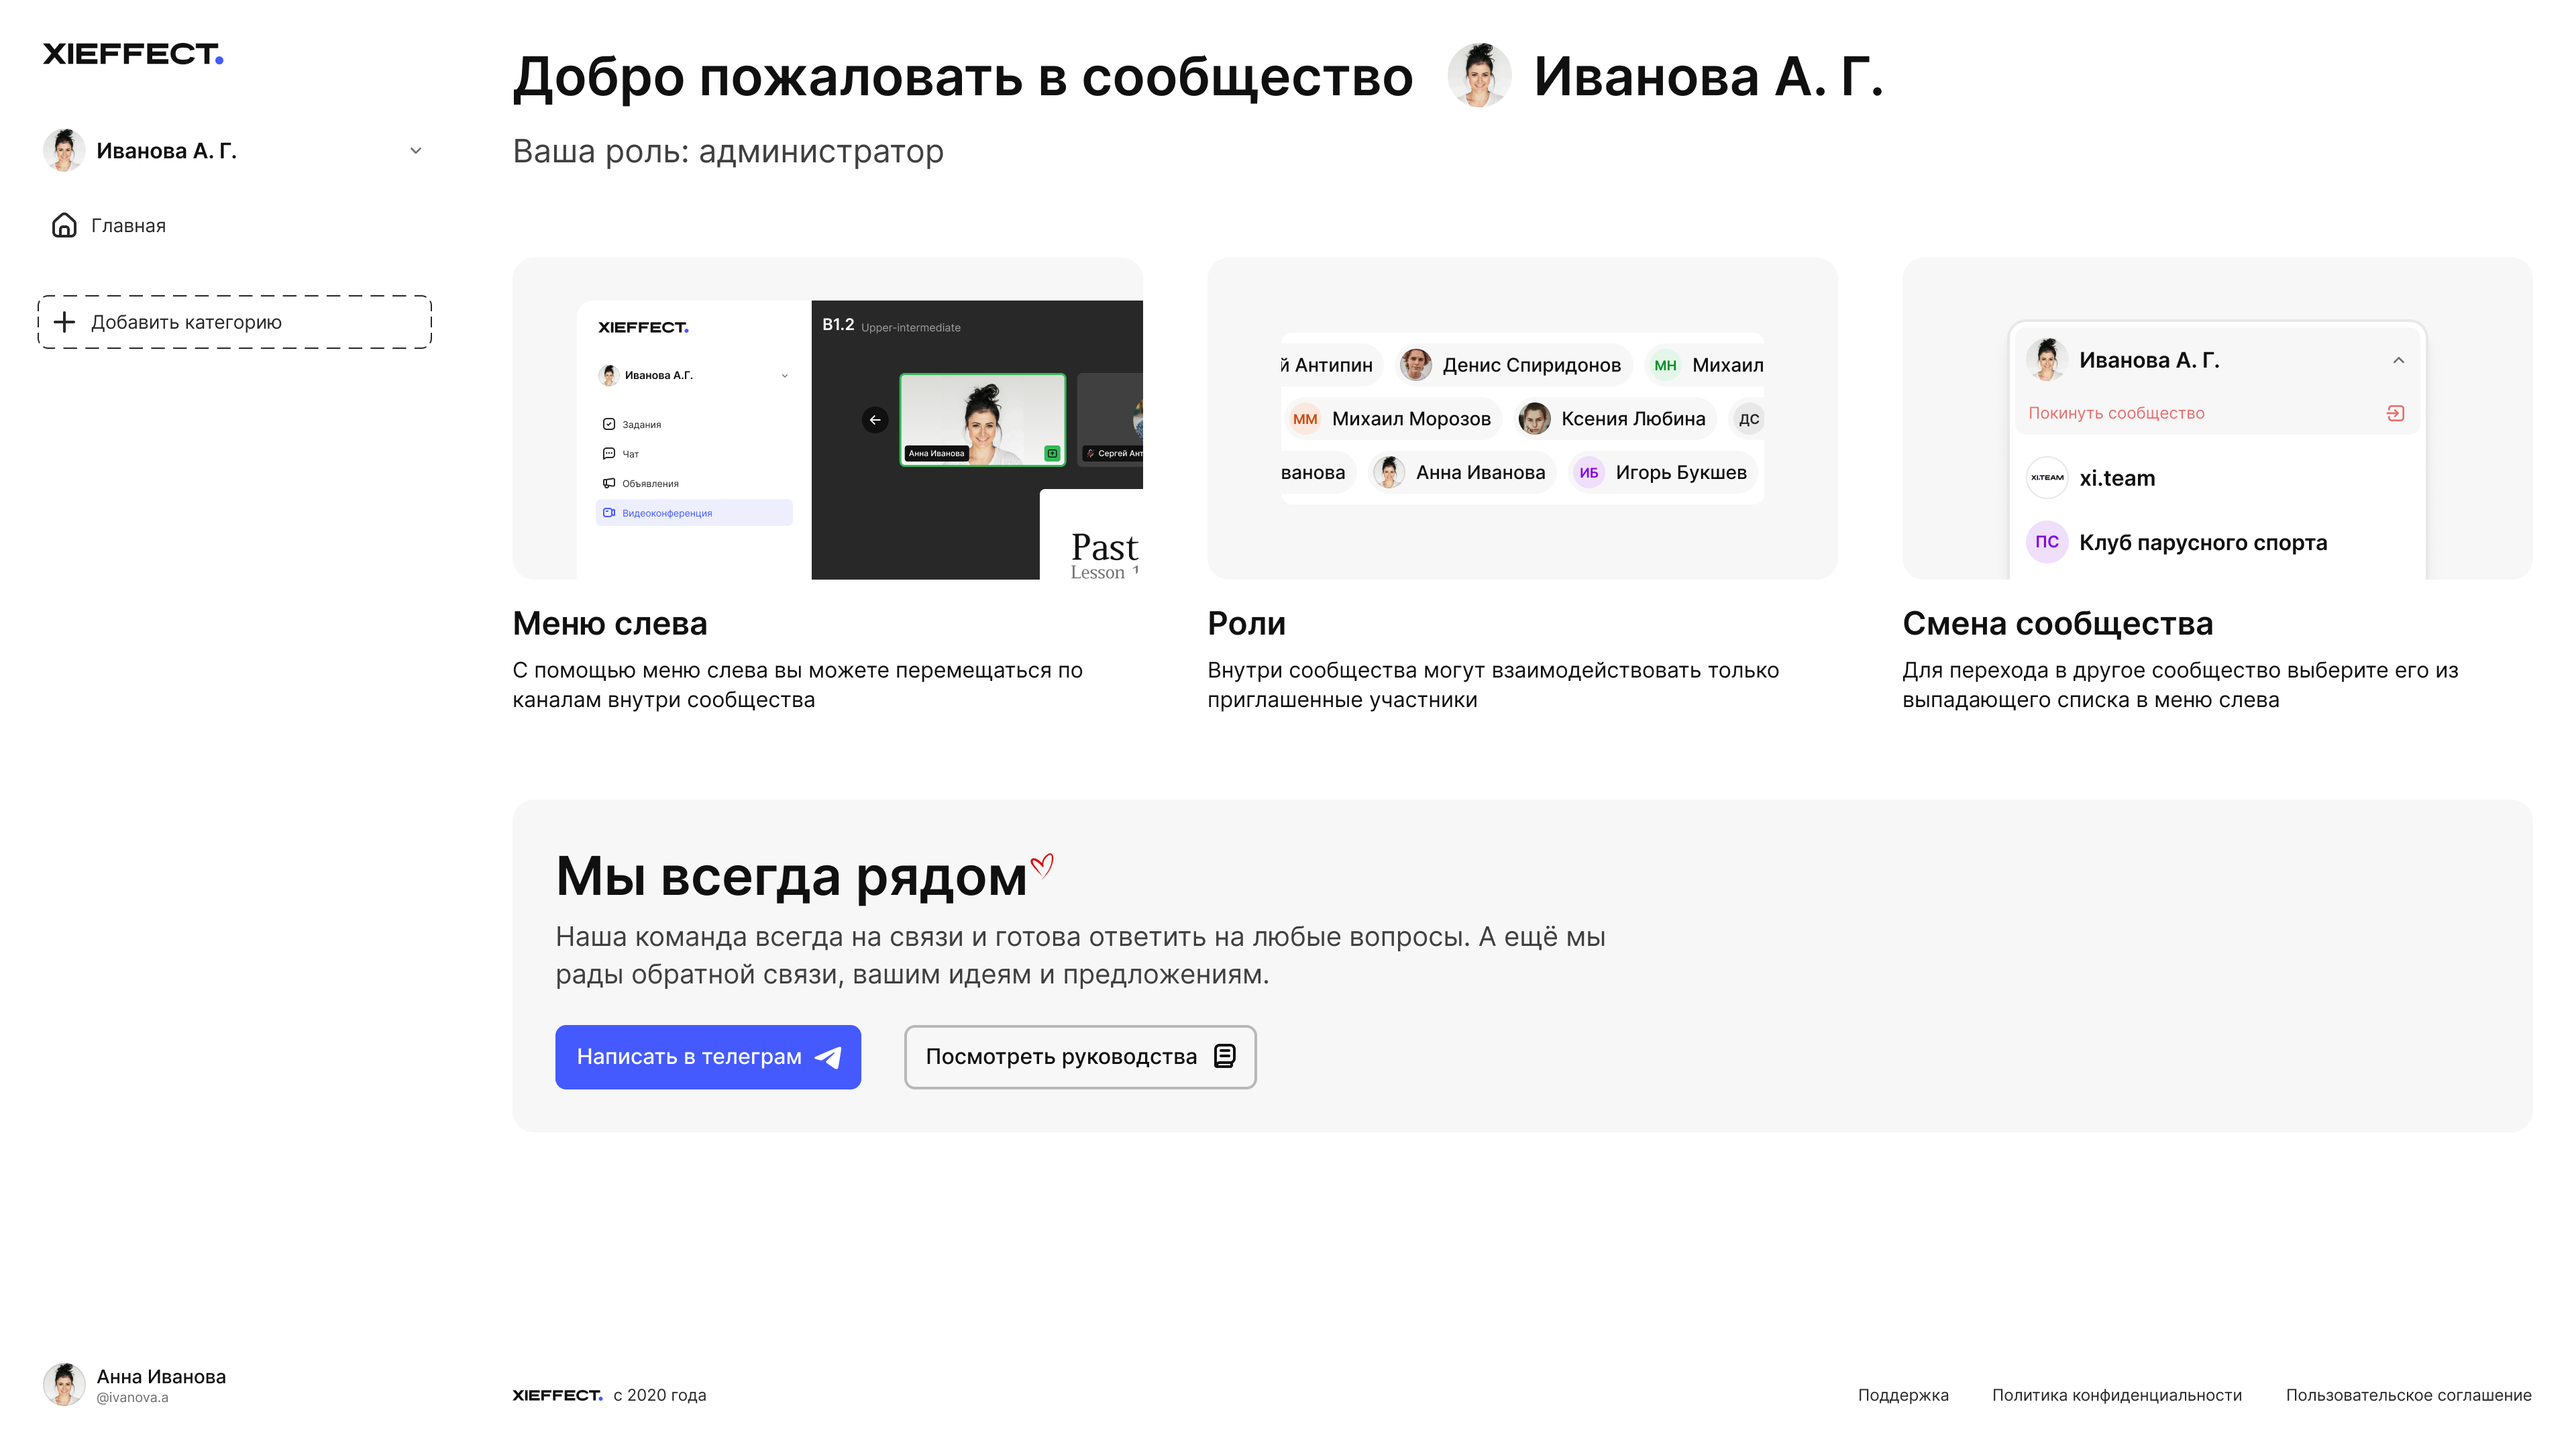 XIEFFECT.
Иванова А. Г.
Главная
Добавить категорию
Добро пожаловать в сообщество Иванова А. Г.
Ваша роль: администратор
XIEFFECT.
Иванова А.Г.
Задания
Чат
Объявления
Видеоконференция
B1.2 Upper-intermediate
Анна Иванова
Сергей Ант
Past
Lesson 1
Меню слева
С помощью меню слева вы можете перемещаться по
каналам внутри сообщества
й Антипин Денис Спиридонов МН Михаил
ММ Михаил Морозов Ксения Любина ДС
ванова Анна Иванова ИБ Игорь Букшев
Роли
Внутри сообщества могут взаимодействовать только
приглашенные участники
Иванова А. Г.
Покинуть сообщество
XI.TEAM xi.team
ПС Клуб парусного спорта
Смена сообщества
Для перехода в другое сообщество выберите его из
выпадающего списка в меню слева
Мы всегда рядом
Наша команда всегда на связи и готова ответить на любые вопросы. А ещё мы
рады обратной связи, вашим идеям и предложениям.
Написать в телеграм
Посмотреть руководства
Анна Иванова
@ivanova.a
XIEFFECT. с 2020 года
Поддержка
Политика конфиденциальности
Пользовательское соглашение